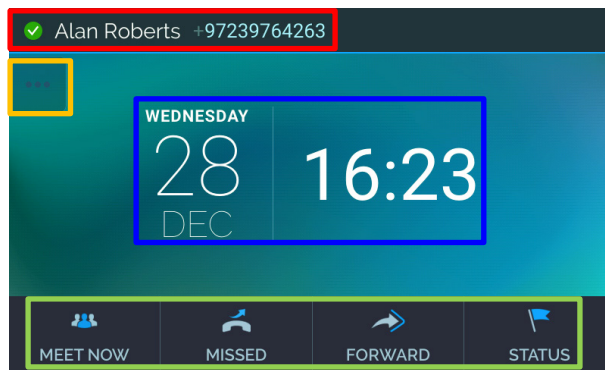 Alan Roberts +97239764263
WEDNESDAY
28
DEC
16:23
MEET NOW MISSED FORWARD STATUS